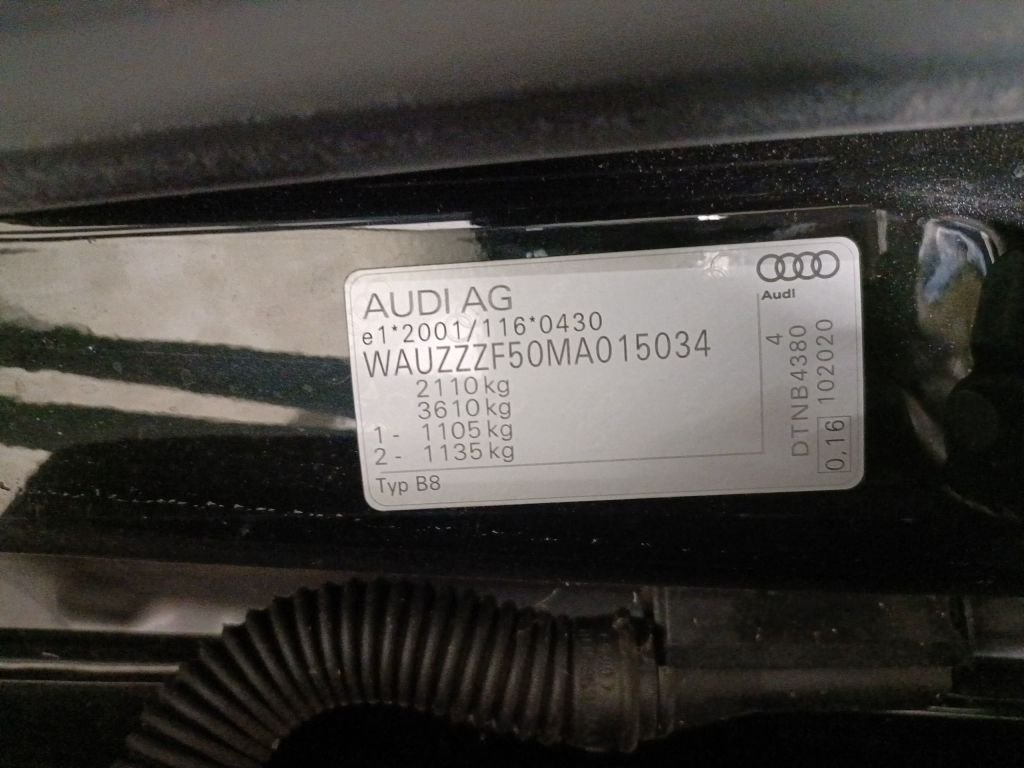 AUDI AG
e1*2001/116*0430
WAUZZZF50MA015034
2110 kg
3610 kg
1 - 1105 kg
2 - 1135 kg
Typ B8
Audi
4
DTNB4380
0,16 102020